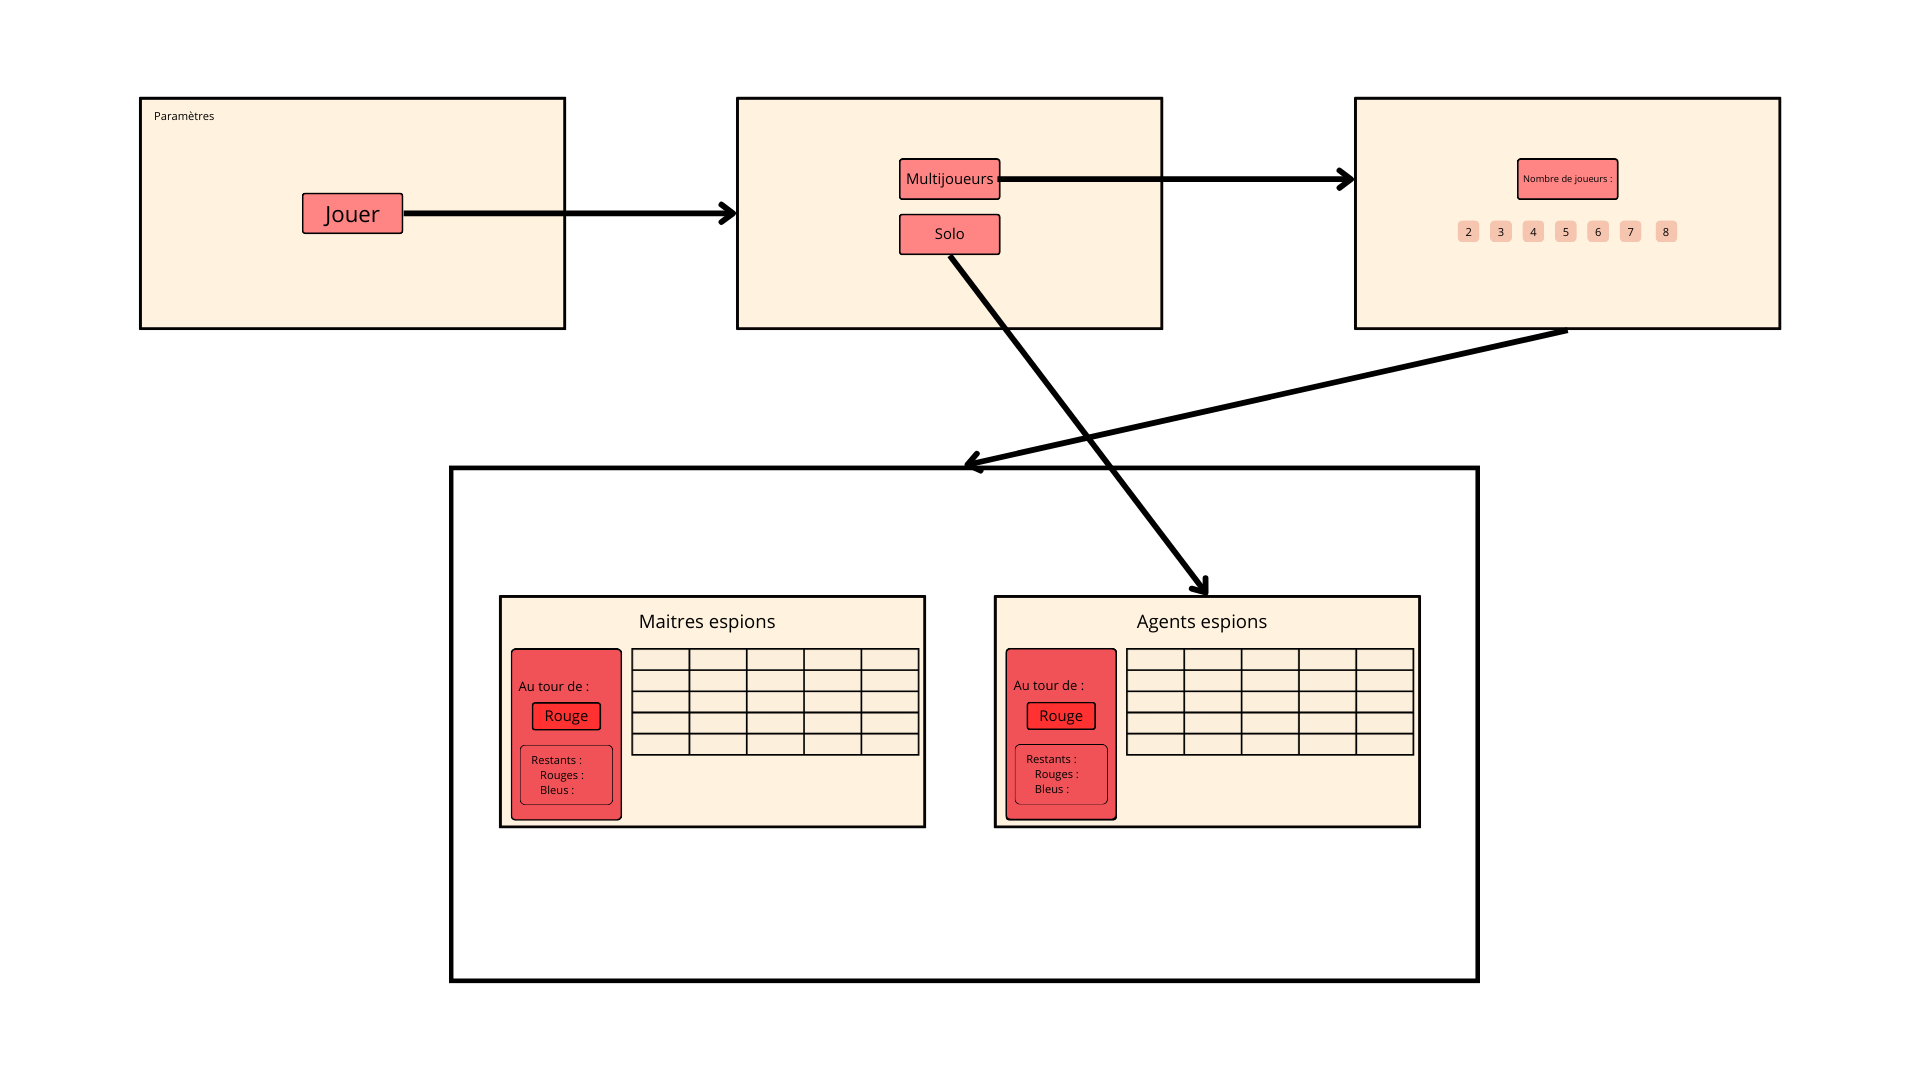 Paramètres
Jouer
Multijoueurs
Solo
Nombre de joueurs :
2 3 4 5 6 7 8
Maitres espions
Au tour de :
Rouge
Restants :
Rouges :
Bleus :
Agents espions
Au tour de :
Rouge
Restants :
Rouges :
Bleus :